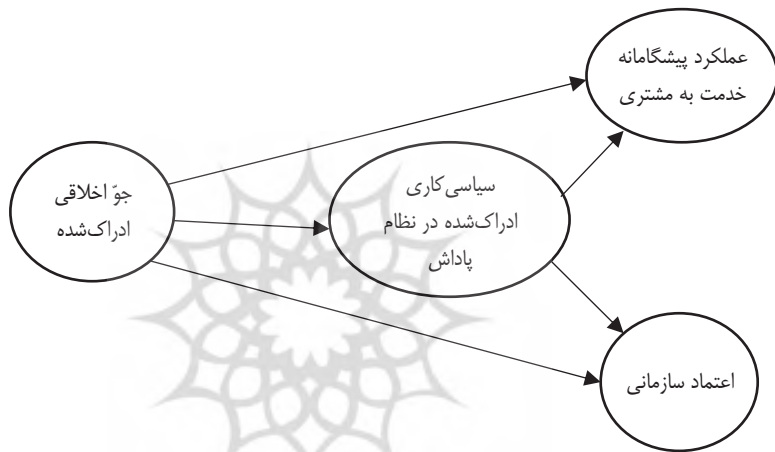 عملکرد پیشگامانه
خدمت به مشتری
جوّ اخلاقی
ادراک‌شده
سیاسی‌کاری
ادراک‌شده در نظام
پاداش
اعتماد سازمانی